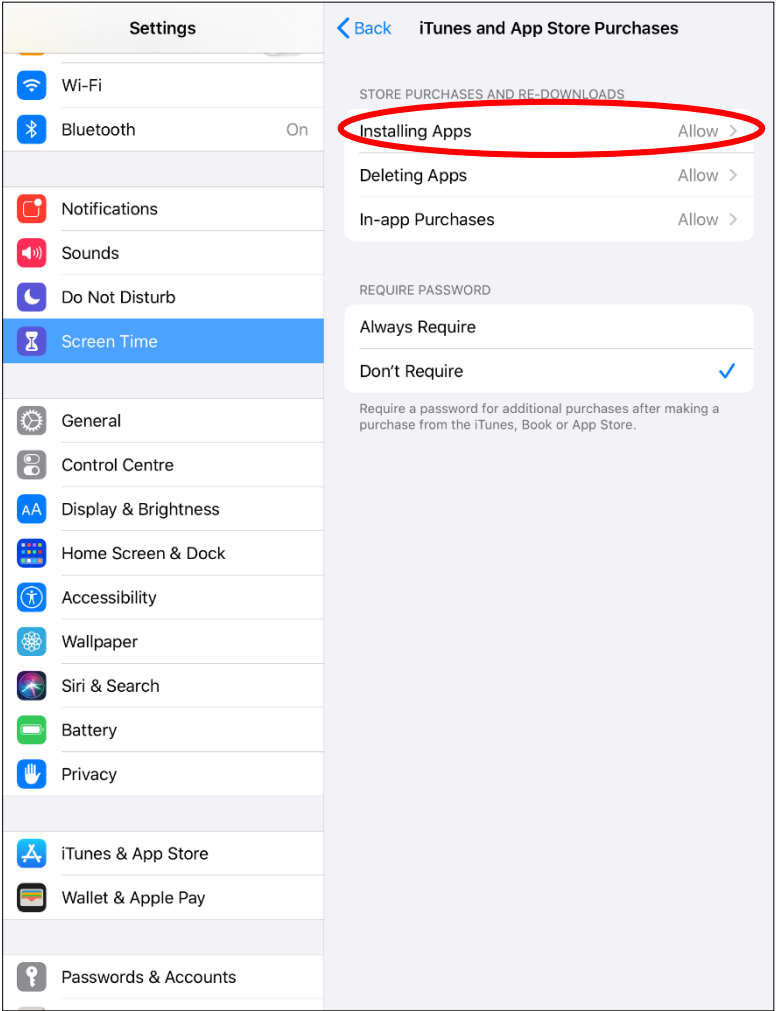 Settings
Wi-Fi
Bluetooth On
Notifications
Sounds
Do Not Disturb
Screen Time
General
Control Centre
AA Display & Brightness
Home Screen & Dock
Accessibility
Wallpaper
Siri & Search
Battery
Privacy
iTunes & App Store
Wallet & Apple Pay
Passwords & Accounts
Back iTunes and App Store Purchases
STORE PURCHASES AND RE-DOWNLOADS
Installing Apps Allow
Deleting Apps Allow
In-app Purchases Allow
REQUIRE PASSWORD
Always Require
Don’t Require
Require a password for additional purchases after making a
purchase from the iTunes, Book or App Store.